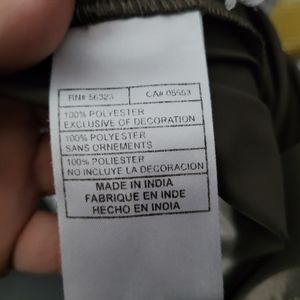 RN# 56323 CA# 05553
100% POLYESTER
EXCLUSIVE OF DECORATION
100% POLYESTER
SANS ORNEMENTS
100% POLIESTER
NO INCLUYE LA DECORACION
MADE IN INDIA
FABRIQUE EN INDE
HECHO EN INDIA